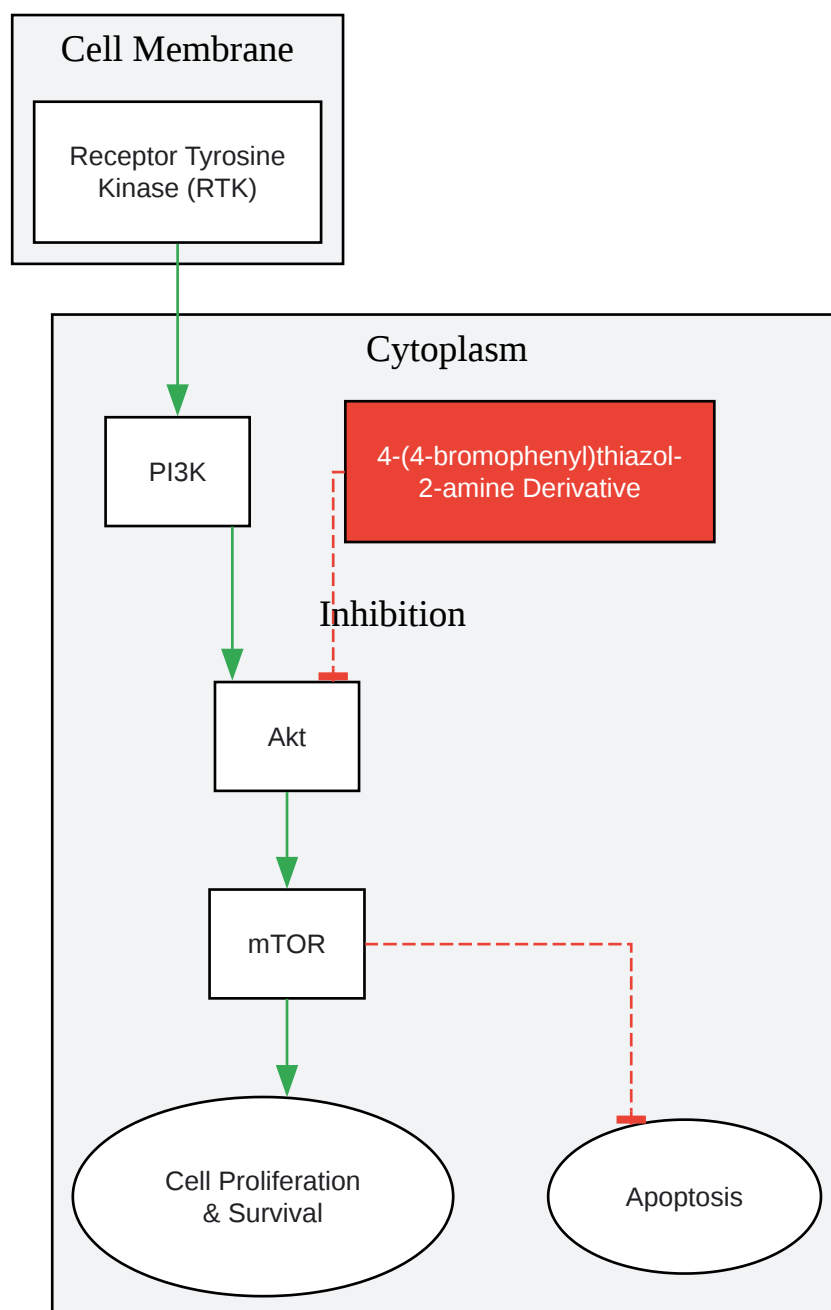 Cell Membrane
Receptor Tyrosine
Kinase (RTK)
Cytoplasm
PI3K
4-(4-bromophenyl)thiazol-
2-amine Derivative
Inhibition
Akt
mTOR
Cell Proliferation
& Survival
Apoptosis